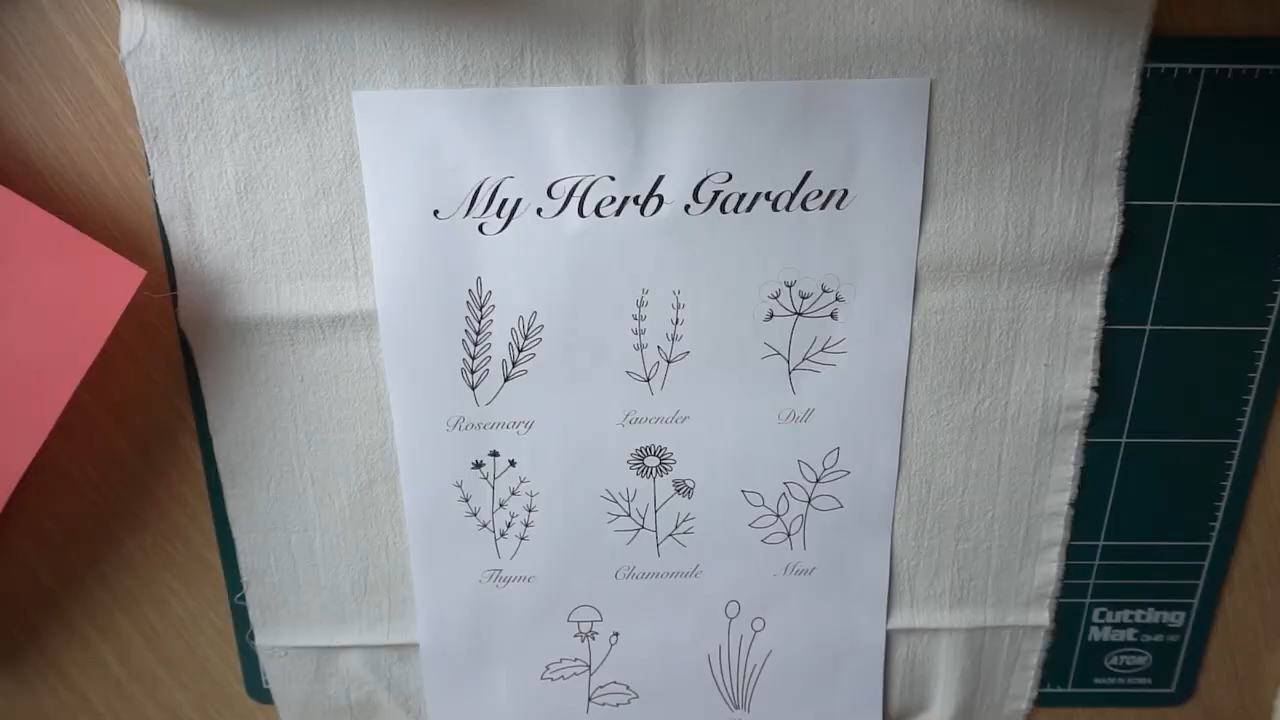 My Herb Garden
Rosemary Lavender Dill
Thyme Chamomile Mint
Cutting
Mat
ATOM
MADE IN KOREA